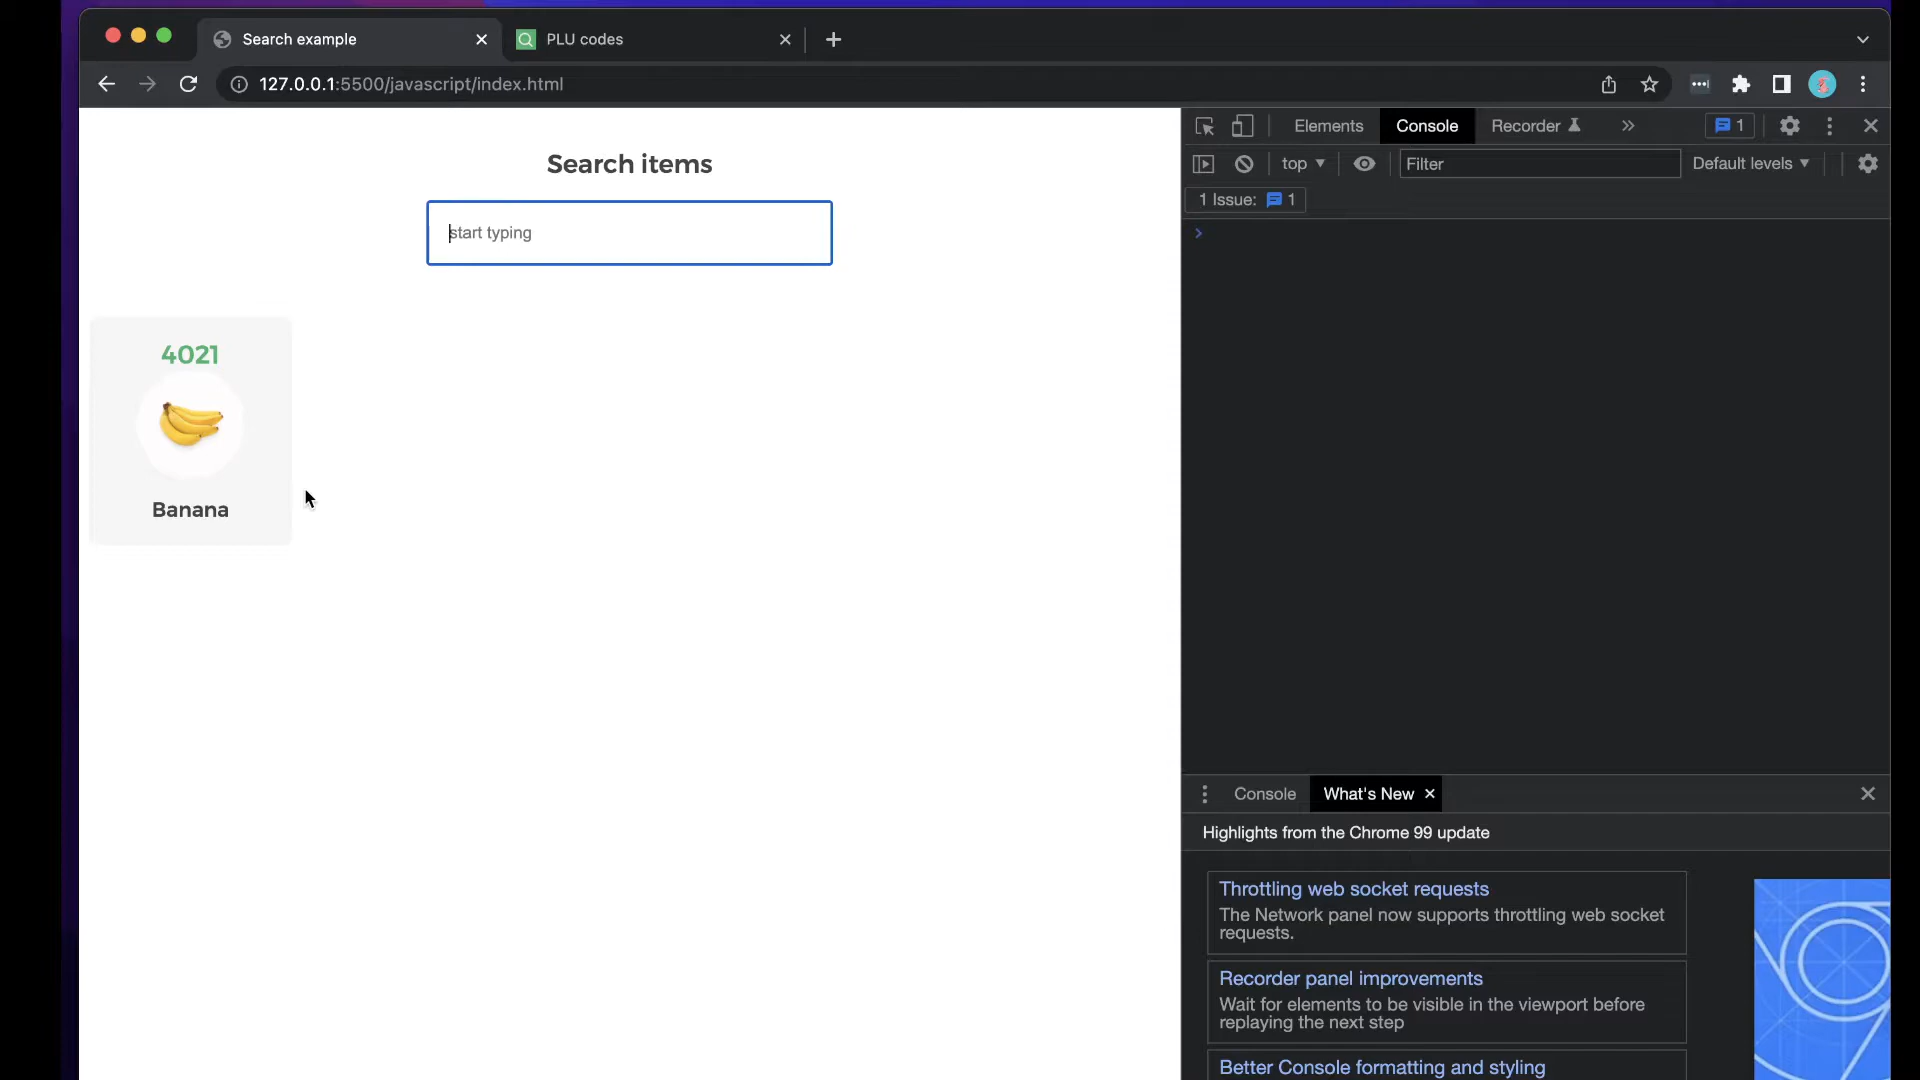 Search example
PLU codes
127.0.0.1:5500/javascript/index.html
Elements
Console
Recorder
1
top
Filter
Default levels
1 Issue: 1
Search items
start typing
4021
Banana
Console
What's New
Highlights from the Chrome 99 update
Throttling web socket requests
The Network panel now supports throttling web socket
requests.
Recorder panel improvements
Wait for elements to be visible in the viewport before
replaying the next step
Better Console formatting and styling